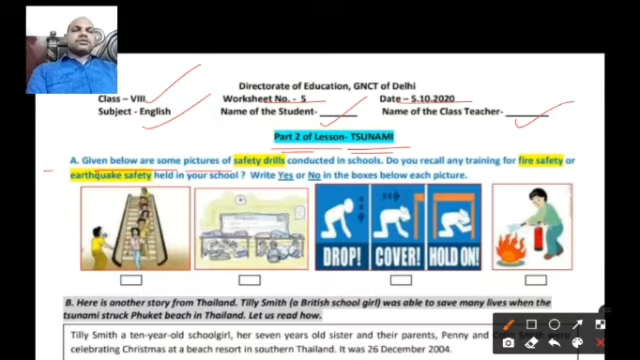 Directorate of Education, GNCT of Delhi
Class – VIII Worksheet No. - 5 Date – 5.10.2020
Subject - English Name of the Student- Name of the Class Teacher-
Part 2 of Lesson- TSUNAMI
A. Given below are some pictures of safety drills conducted in schools. Do you recall any training for fire safety or
earthquake safety held in your school ? Write Yes or No in the boxes below each picture.
DROP! COVER! HOLD ON!
B. Here is another story from Thailand. Tilly Smith (a British school girl) was able to save many lives when the
tsunami struck Phuket beach in Thailand. Let us read how.
Tilly Smith a ten-year-old schoolgirl, her seven years old sister and their parents, Penny and Smith were
celebrating Christmas at a beach resort in southern Thailand. It was 26 December 2004.